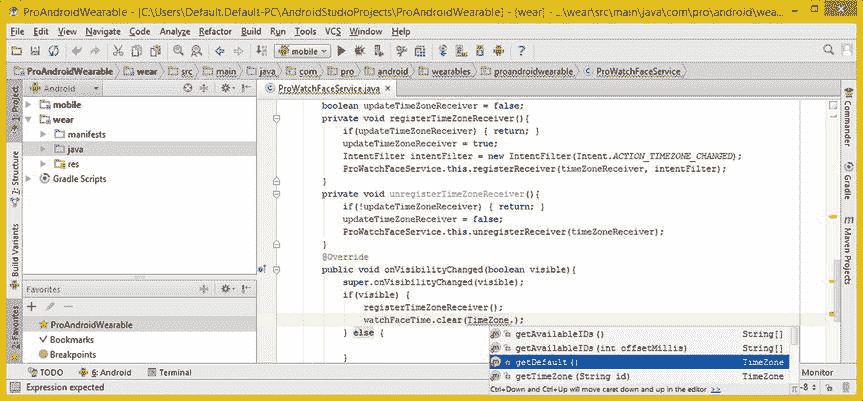 ProAndroidWearable - [C:\Users\Default.Default-PC\AndroidStudioProjects\ProAndroidWearable] - [wear] - ...\wear\src\main\java\com\pro\android\wea...
File Edit View Navigate Code Analyze Refactor Build Run Tools VCS Window Help
mobile
ProAndroidWearable wear src main java com pro android wearables proandroidwearable ProWatchFaceService
Android
ProWatchFaceService.java
1: Project
Z: Structure
Build Variants
2: Favorites
mobile
wear
manifests
java
res
Gradle Scripts
Favorites
ProAndroidWearable
Bookmarks
Breakpoints
boolean updateTimeZoneReceiver = false;
private void registerTimeZoneReceiver(){
if(updateTimeZoneReceiver) { return; }
updateTimeZoneReceiver = true;
IntentFilter intentFilter = new IntentFilter(Intent.ACTION_TIMEZONE_CHANGED);
ProWatchFaceService.this.registerReceiver(timeZoneReceiver, intentFilter);
}
private void unregisterTimeZoneReceiver(){
if(!updateTimeZoneReceiver) { return; }
updateTimeZoneReceiver = false;
ProWatchFaceService.this.unregisterReceiver(timeZoneReceiver);
}
@Override
public void onVisibilityChanged(boolean visible){
super.onVisibilityChanged(visible);
if(visible) {
registerTimeZoneReceiver();
watchFaceTime.clear(TimeZone.);
} else {
}
getAvailableIDs() String[]
getAvailableIDs(int offsetMillis) String[]
getDefault() TimeZone
getTimeZone(String id) TimeZone
Ctrl+Down and Ctrl+Up will move caret down and up in the editor >>
Commander
Gradle
Maven Projects
TODO 6: Android Terminal
Monitor
Expression expected
-8